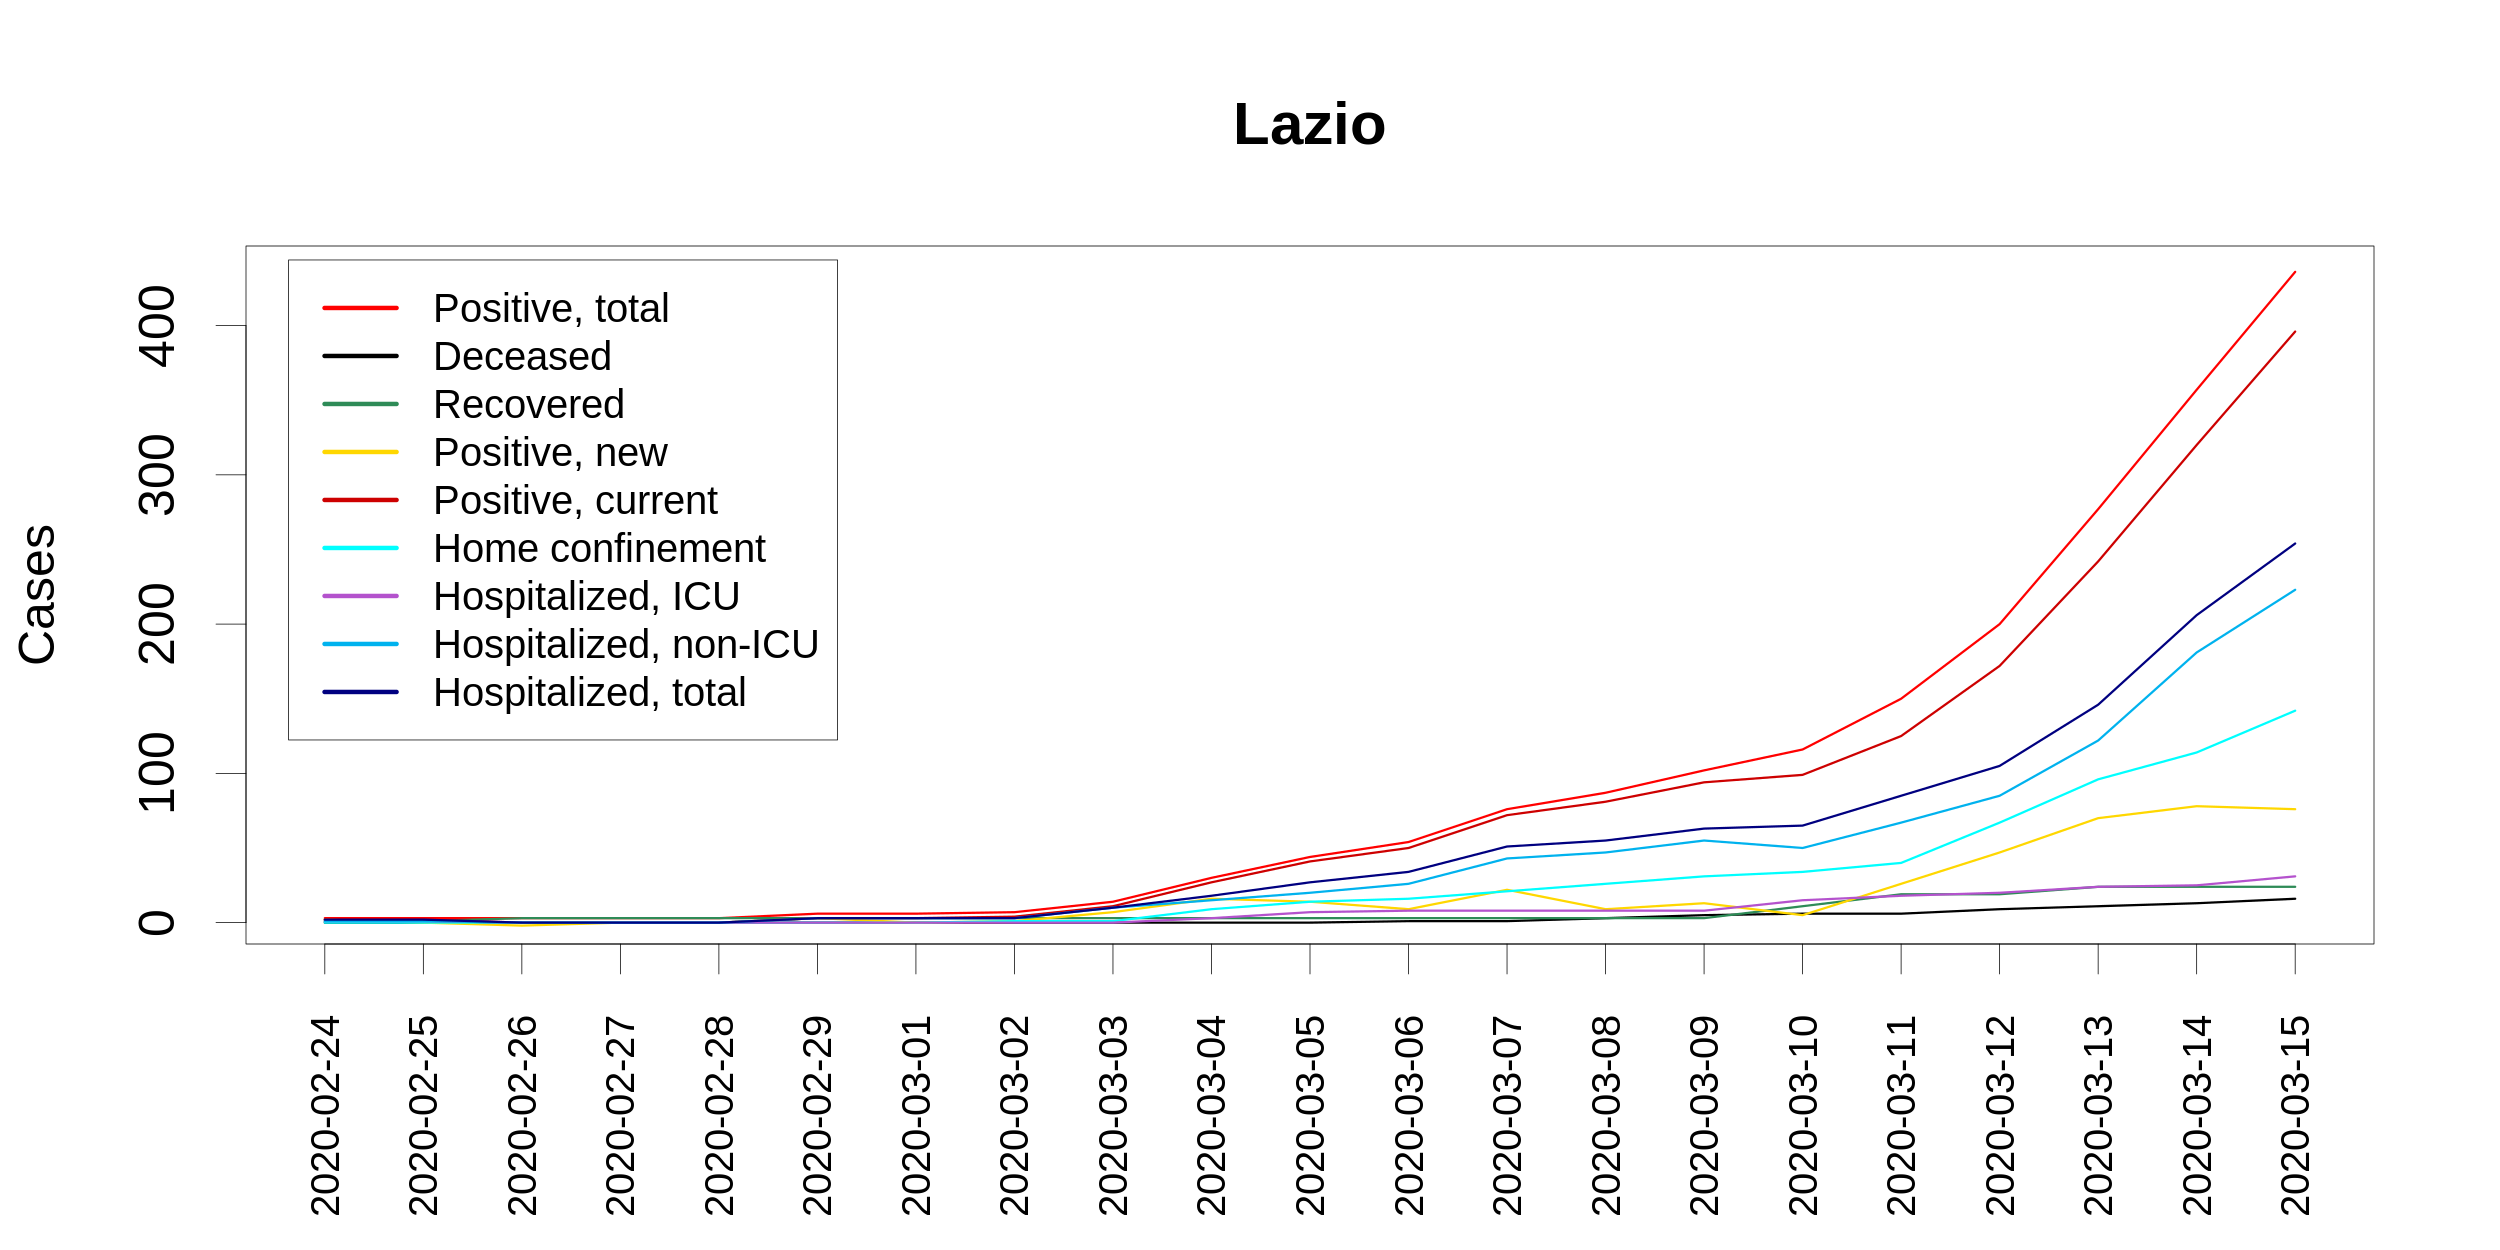 Lazio
Cases
400
300
200
100
0
Positive, total
Deceased
Recovered
Positive, new
Positive, current
Home confinement
Hospitalized, ICU
Hospitalized, non-ICU
Hospitalized, total
2020-02-24
2020-02-25
2020-02-26
2020-02-27
2020-02-28
2020-02-29
2020-03-01
2020-03-02
2020-03-03
2020-03-04
2020-03-05
2020-03-06
2020-03-07
2020-03-08
2020-03-09
2020-03-10
2020-03-11
2020-03-12
2020-03-13
2020-03-14
2020-03-15